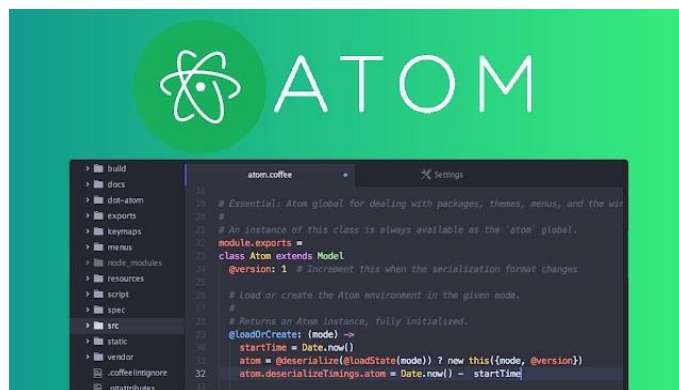 ATOM
build
docs
dot-atom
exports
keymaps
menus
node_modules
resources
script
spec
src
static
vendor
.coffeelintignore
.gitattributes
atom.coffee
Settings
18
19 # Essential: Atom global for dealing with packages, themes, menus, and the win
20 #
21 # An instance of this class is always available as the `atom` global.
22 module.exports =
23 class Atom extends Model
24 @version: 1 # Increment this when the serialization format changes
25
26 # Load or create the Atom environment in the given mode.
27 #
28 # Returns an Atom instance, fully initialized.
29 @loadOrCreate: (mode) ->
30 startTime = Date.now()
31 atom = @deserialize(@loadState(mode)) ? new this({mode, @version})
32 atom.deserializeTimings.atom = Date.now() - startTime
33